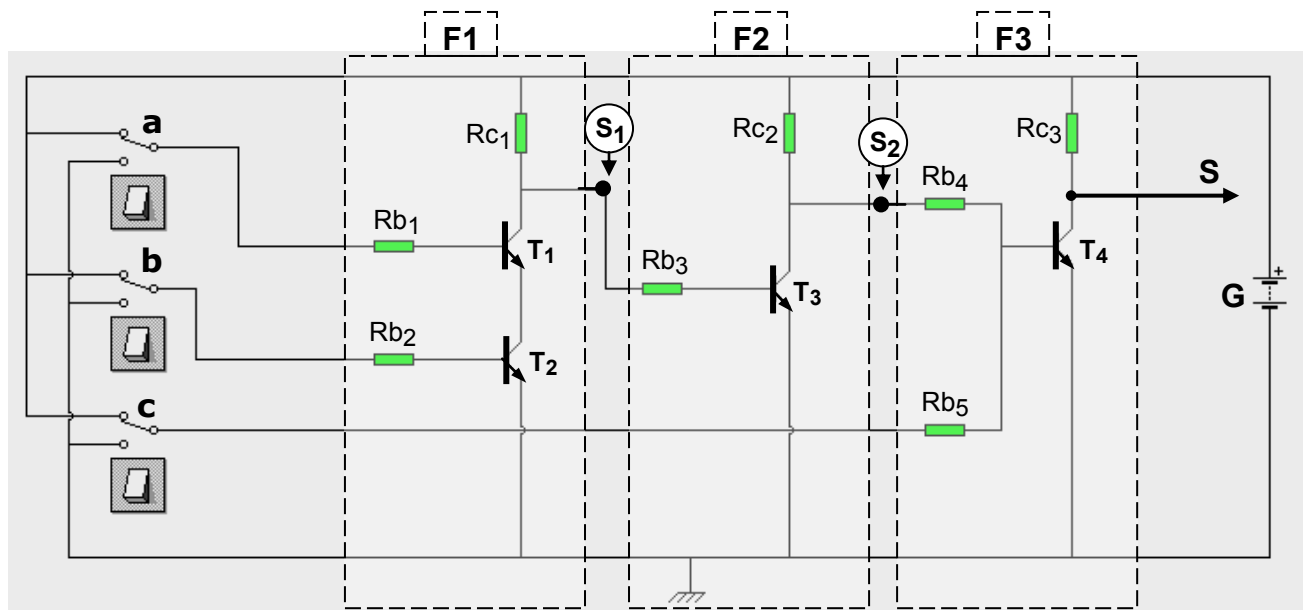 F1
F2
F3
a
Rc1
S1
Rc2
S2
Rc3
Rb4
S
Rb1
T1
b
Rb3
T3
T4
G
+
Rb2
T2
c
Rb5